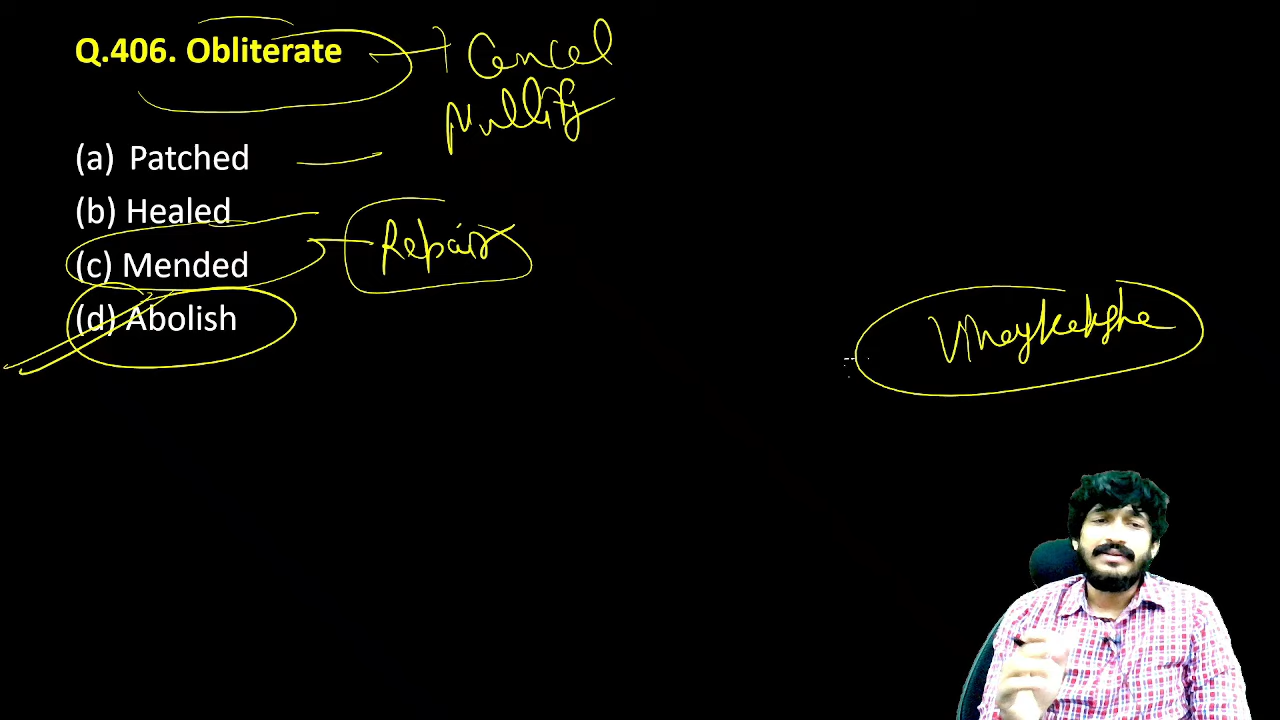 Q.406. Obliterate
Cancel
Nullify
(a) Patched
(b) Healed
Repair
(c) Mended
(d) Abolish